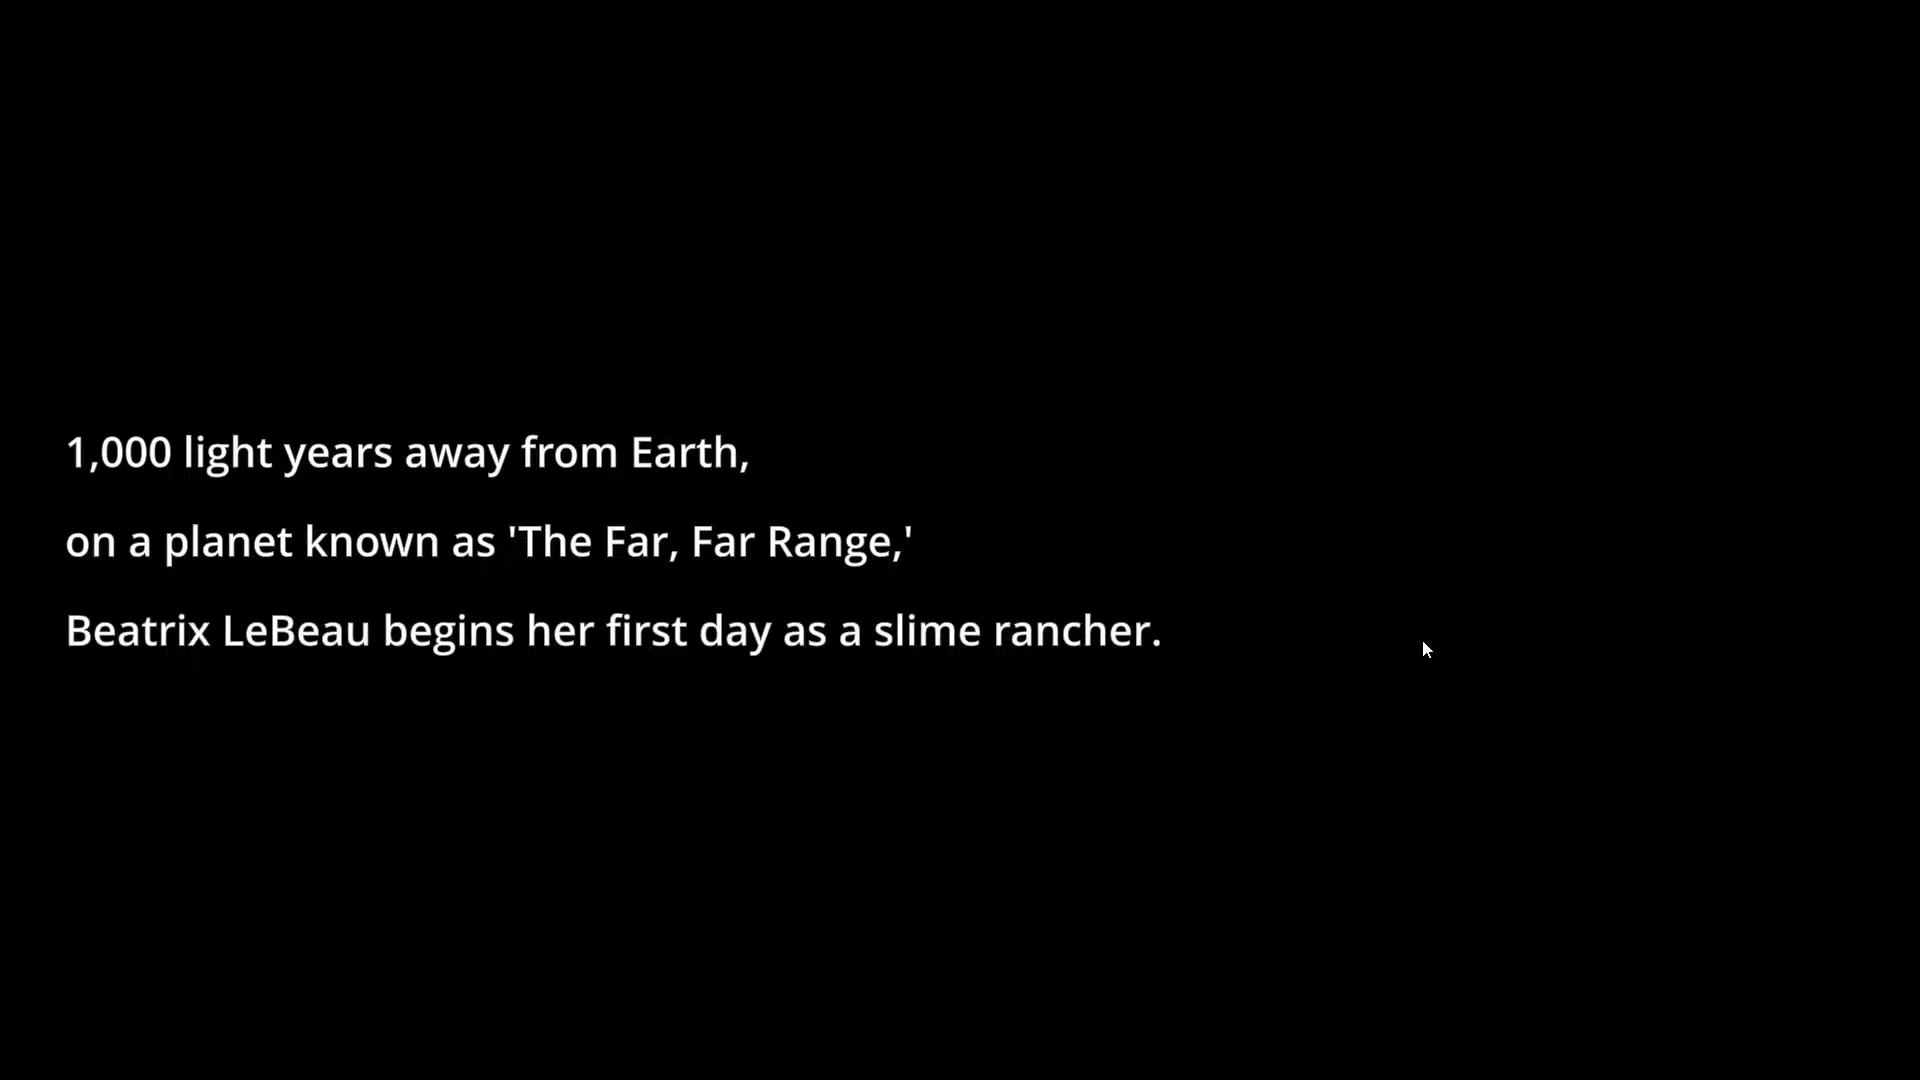 1,000 light years away from Earth,
on a planet known as 'The Far, Far Range,'
Beatrix LeBeau begins her first day as a slime rancher.